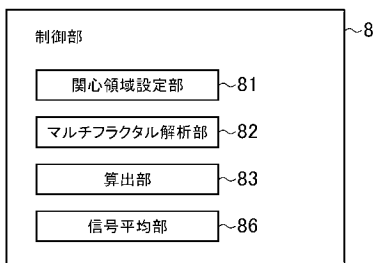 制御部 8
関心領域設定部 81
マルチフラクタル解析部 82
算出部 83
信号平均部 86